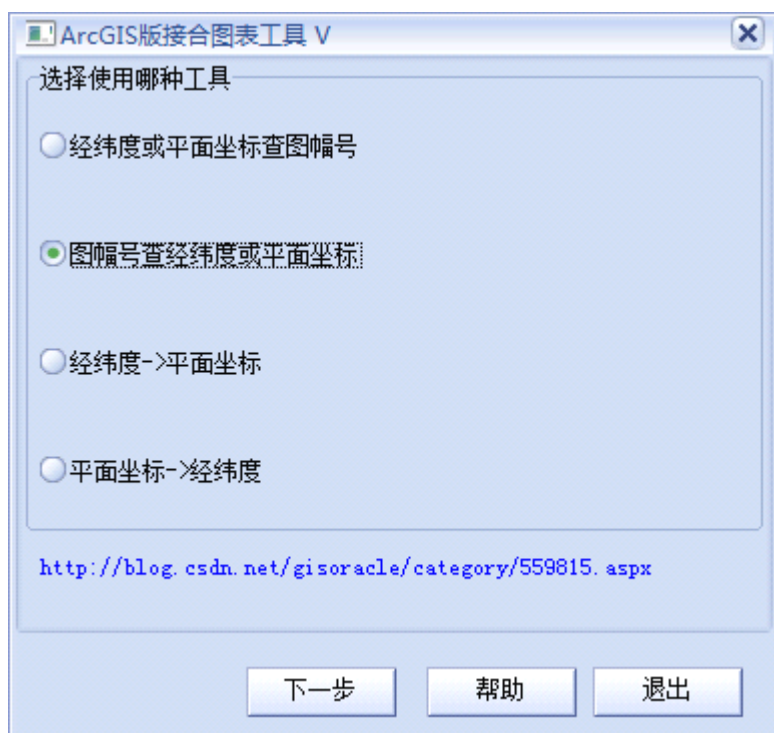 ArcGIS版接合图表工具 V
选择使用哪种工具
经纬度或平面坐标查图幅号
图幅号查经纬度或平面坐标
经纬度->平面坐标
平面坐标->经纬度
http://blog.csdn.net/gisoracle/category/559815.aspx
下一步 帮助 退出